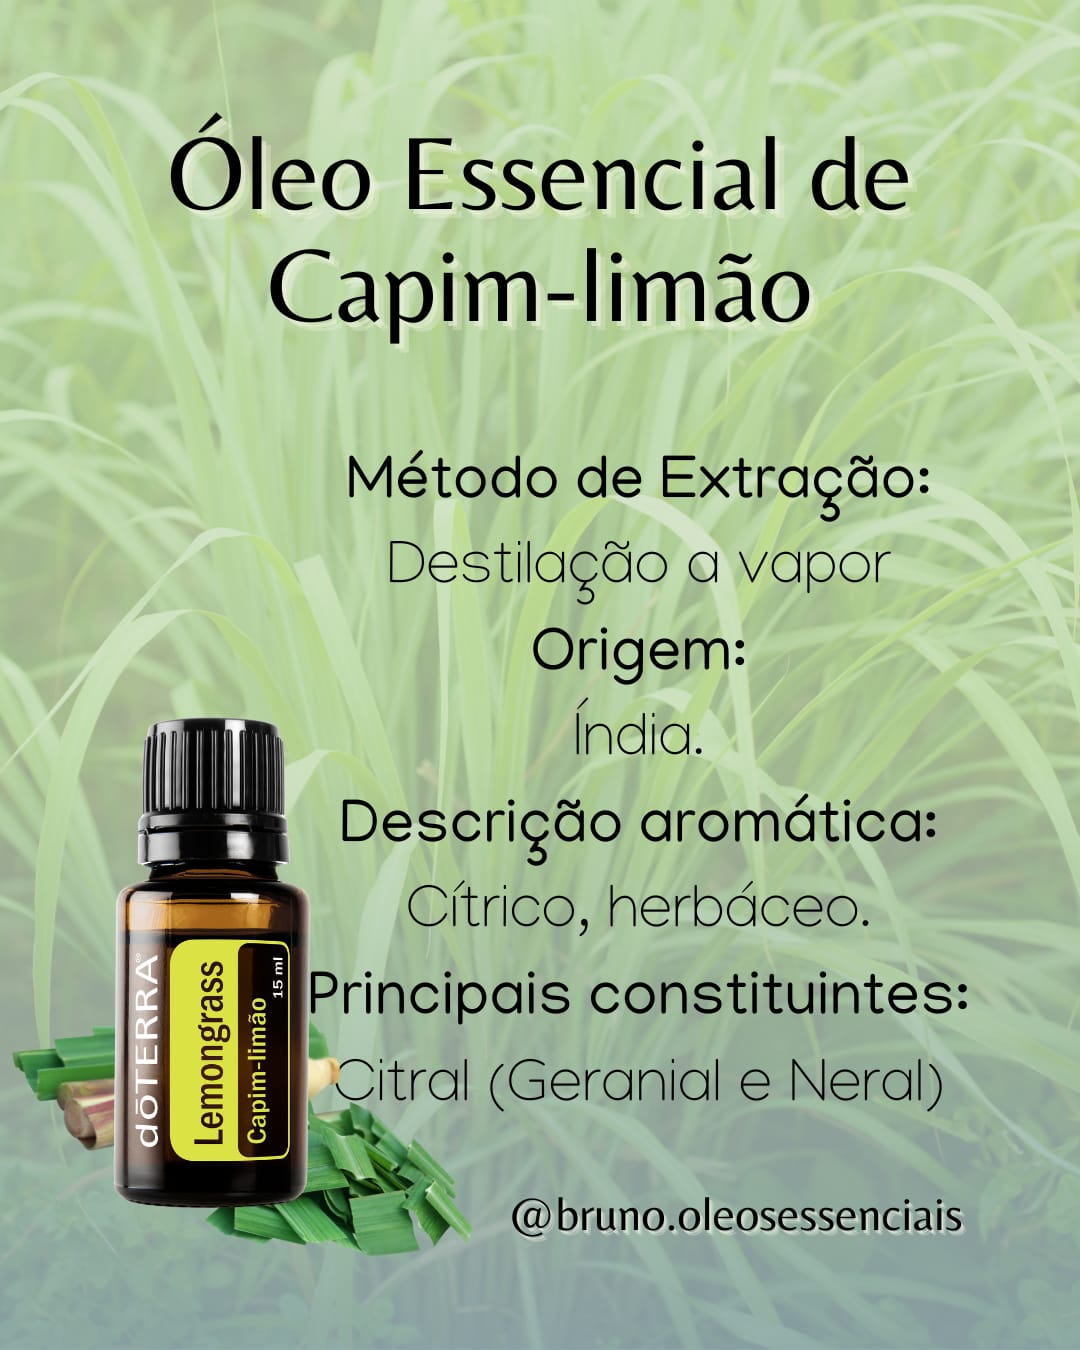 Óleo Essencial de
Capim-limão
Método de Extração:
Destilação a vapor
Origem:
Índia.
Descrição aromática:
Cítrico, herbáceo.
Principais constituintes:
Citral (Geranial e Neral)
dōTERRA®
Lemongrass
Capim-limão
15 ml
@bruno.oleosessenciais